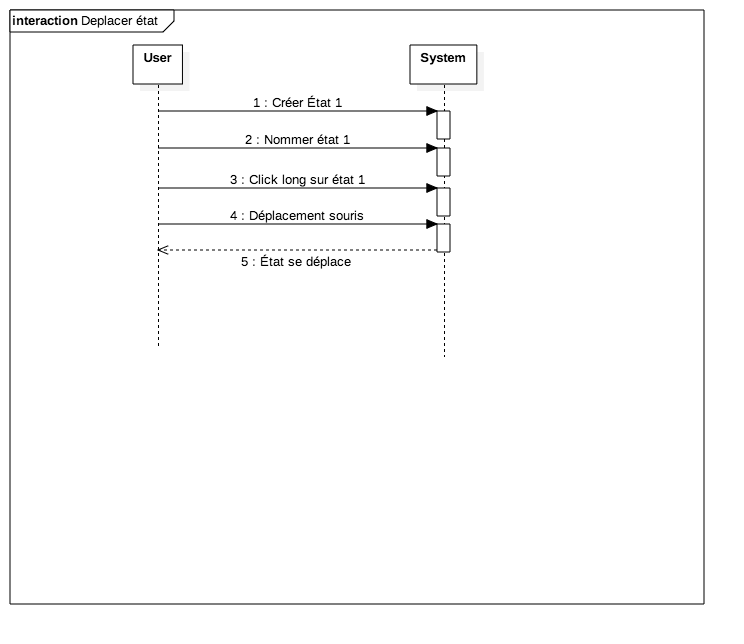 interaction Deplacer état
User
System
1 : Créer État 1
2 : Nommer état 1
3 : Click long sur état 1
4 : Déplacement souris
5 : État se déplace